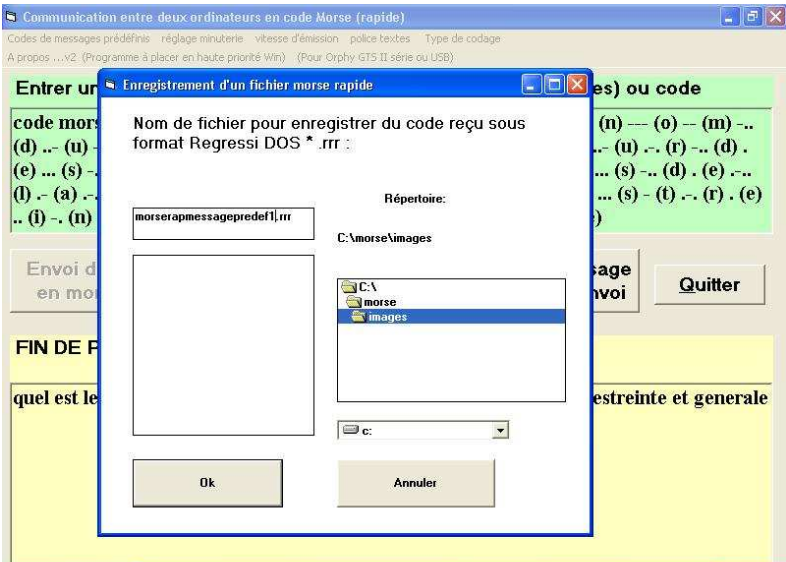 Communication entre deux ordinateurs en code Morse (rapide)
Codes de messages prédéfinis réglage minuterie vitesse d'émission police textes Type de codage
A propos ...v2 (Programme à placer en haute priorité Win) (Pour Orphy GTS II série ou USB)
Entrer un
es) ou code
code mors
(n) --- (o) -- (m) -..
(d) ..- (u) -
..- (u) .-. (r) -.. (d) .
(e) ... (s) -.
... (s) -.. (d) . (e) .-..
(l) .- (a) .-.
... (s) - (t) .-. (r) . (e)
.. (i) -. (n)
)
Envoi d
en mor
sage
nvoi
Quitter
FIN DE P
quel est le
estreinte et generale
Enregistrement d'un fichier morse rapide
Nom de fichier pour enregistrer du code reçu sous
format Regressi DOS * .rrr :
morserapmessagepredef1.rrr
Répertoire:
C:\morse\images
C:\
morse
images
c:
Ok
Annuler